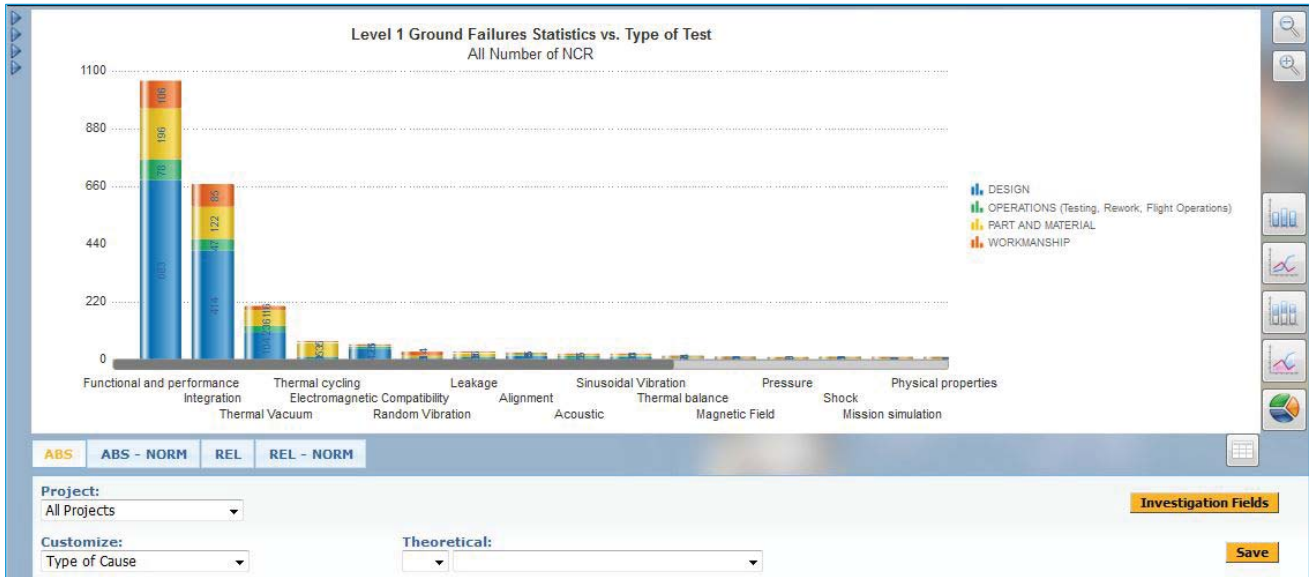 Level 1 Ground Failures Statistics vs. Type of Test
All Number of NCR
1100
880
660
440
220
0
106
196
78
683
85
122
47
414
Functional and performance
Integration
Thermal Vacuum
Thermal cycling
Electromagnetic Compatibility
Random Vibration
Leakage
Alignment
Acoustic
Sinusoidal Vibration
Thermal balance
Magnetic Field
Pressure
Shock
Mission simulation
Physical properties
DESIGN
OPERATIONS (Testing, Rework, Flight Operations)
PART AND MATERIAL
WORKMANSHIP
ABS
ABS - NORM
REL
REL - NORM
Project:
All Projects
Investigation Fields
Customize:
Theoretical:
Type of Cause
Save